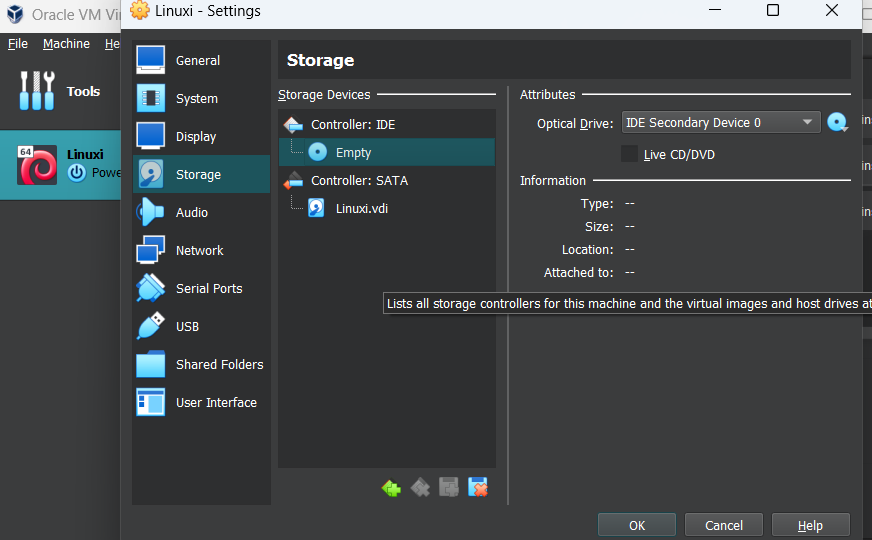 Oracle VM Vi
Linuxi - Settings
File Machine He
Tools
64
Linuxi
Powe
General
System
Display
Storage
Audio
Network
Serial Ports
USB
Shared Folders
User Interface
Storage
Storage Devices
Controller: IDE
Empty
Controller: SATA
Linuxi.vdi
Attributes
Optical Drive: IDE Secondary Device 0
Live CD/DVD
Information
Type: --
Size: --
Location: --
Attached to: --
Lists all storage controllers for this machine and the virtual images and host drives at
OK Cancel Help